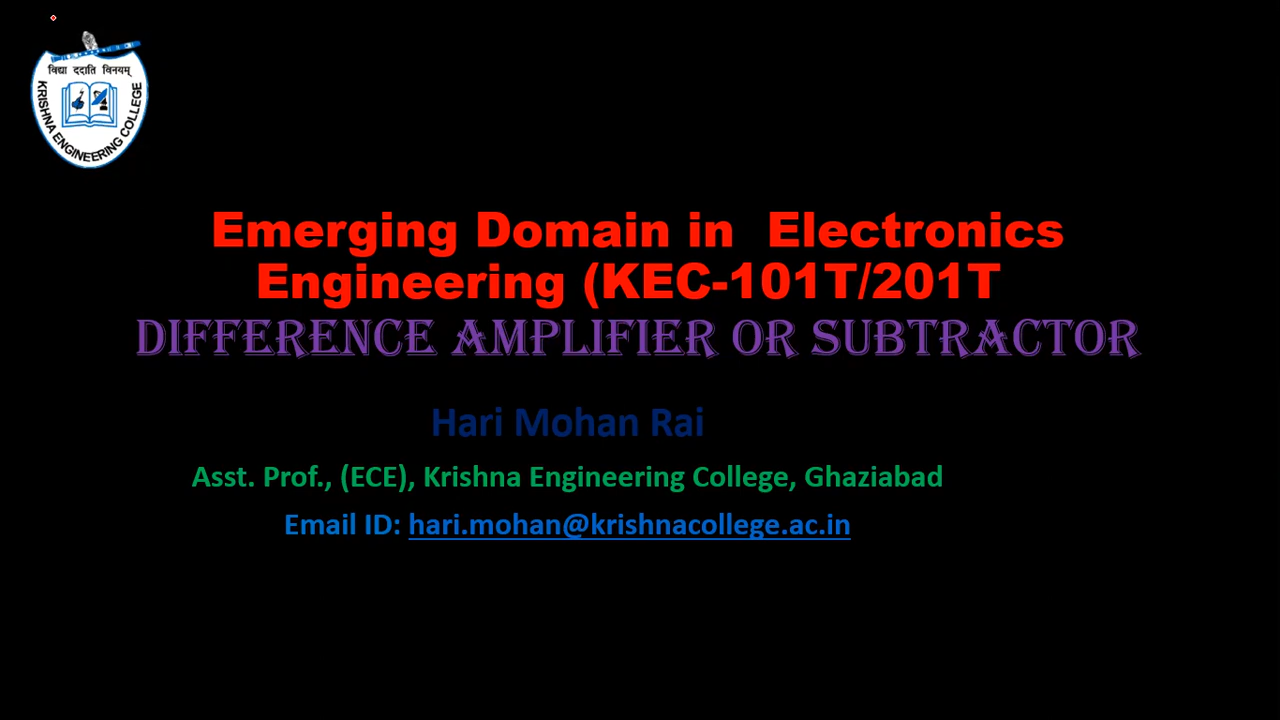 विद्या ददाति विनयम्
KRISHNA ENGINEERING COLLEGE
Emerging Domain in Electronics
Engineering (KEC-101T/201T
DIFFERENCE AMPLIFIER OR SUBTRACTOR
Hari Mohan Rai
Asst. Prof., (ECE), Krishna Engineering College, Ghaziabad
Email ID: hari.mohan@krishnacollege.ac.in